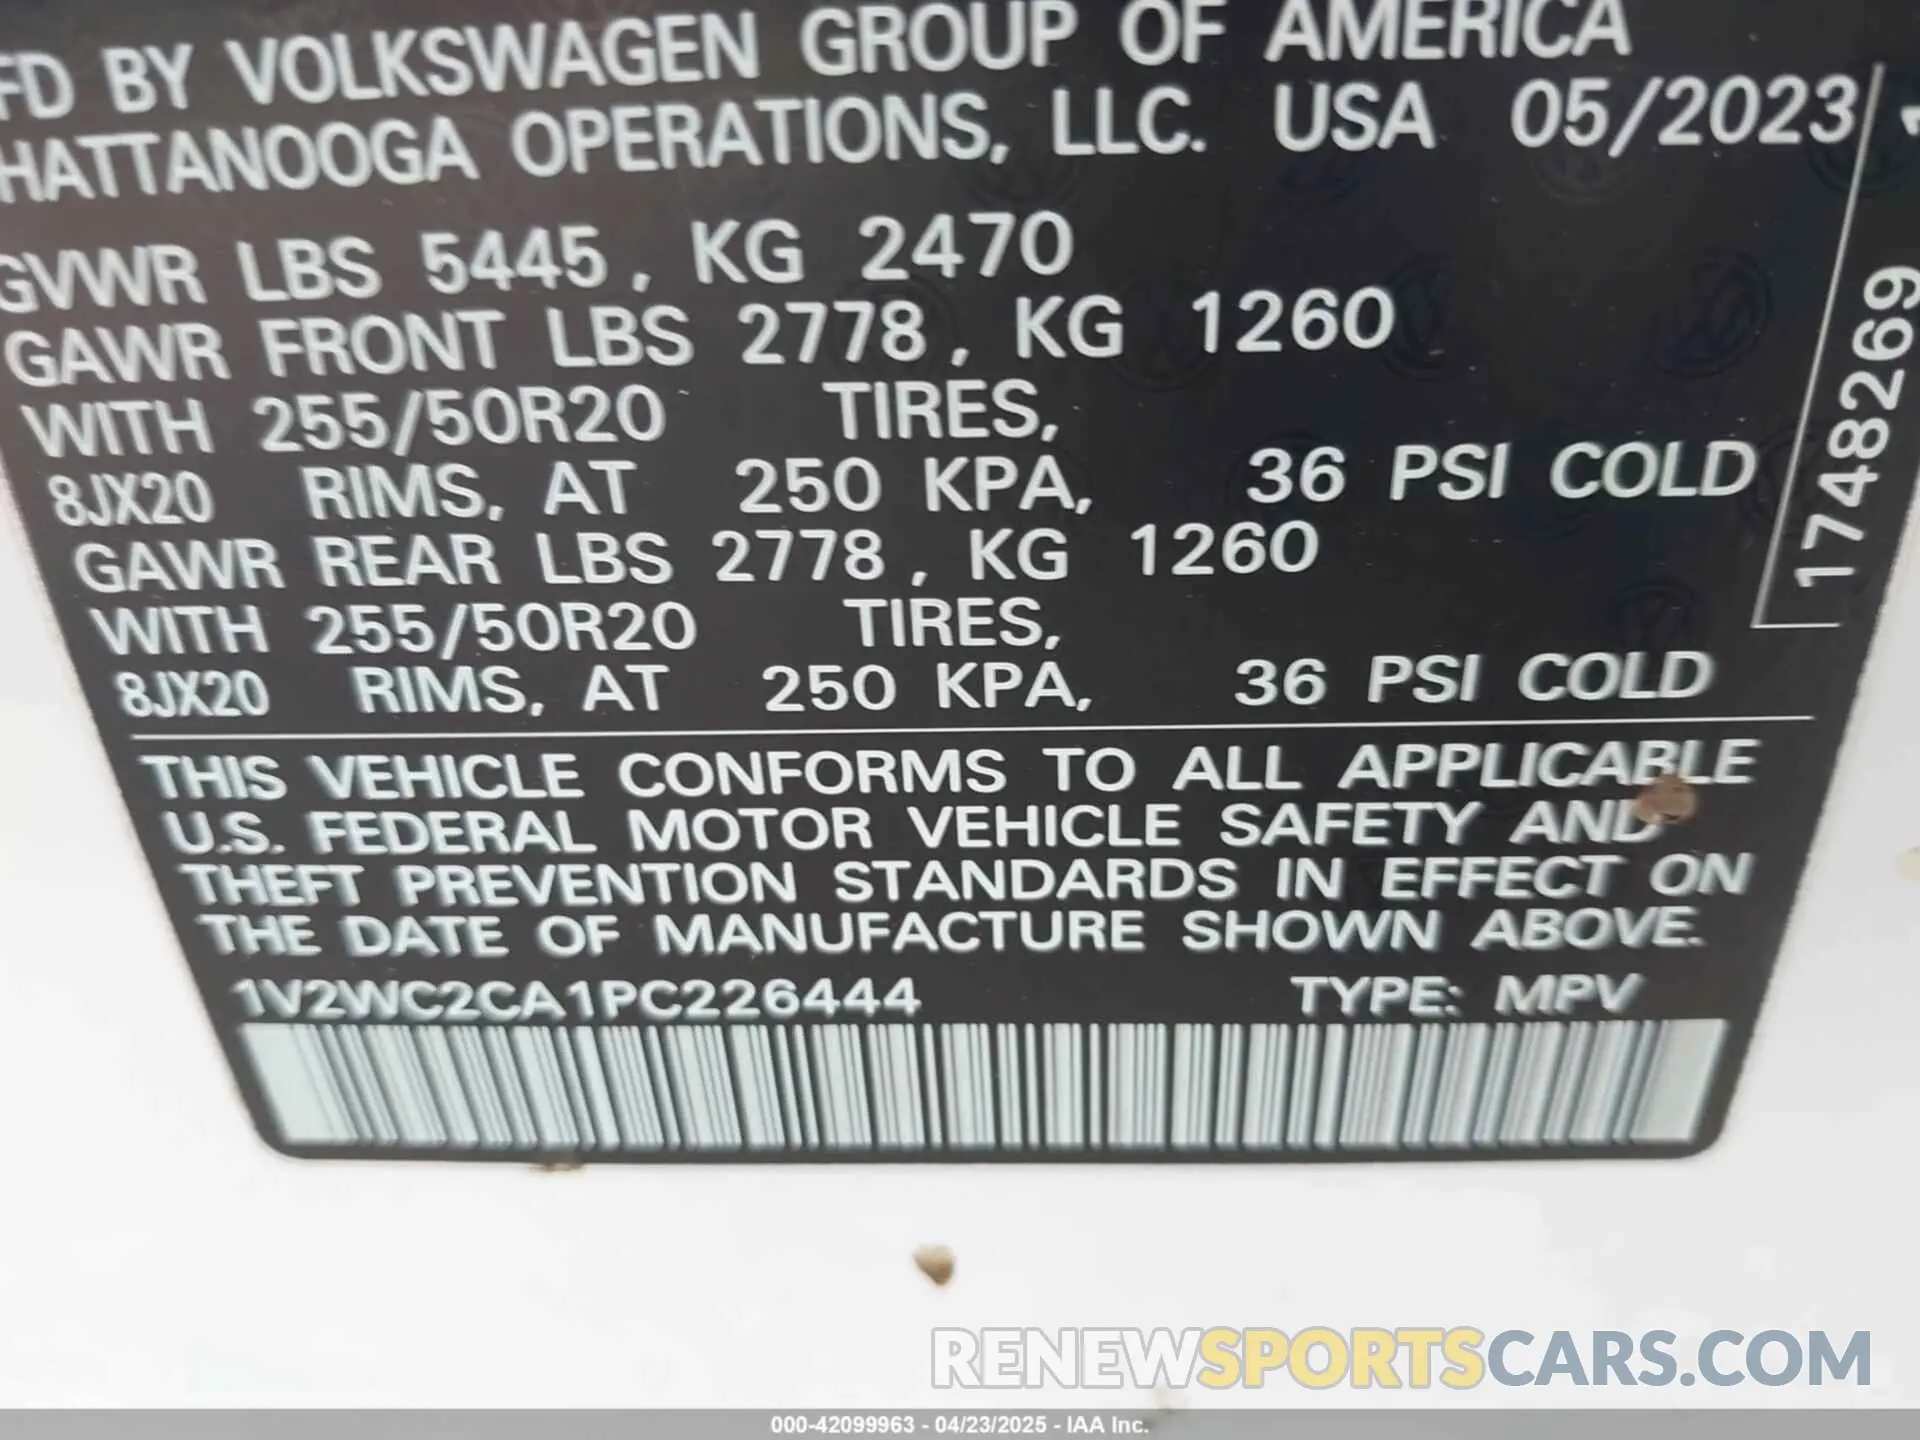 FD BY VOLKSWAGEN GROUP OF AMERICA
HATTANOOGA OPERATIONS, LLC. USA 05/2023
GVWR LBS 5445, KG 2470
GAWR FRONT LBS 2778, KG 1260
WITH 255/50R20 TIRES,
8JX20 RIMS, AT 250 KPA, 36 PSI COLD
GAWR REAR LBS 2778, KG 1260
WITH 255/50R20 TIRES,
8JX20 RIMS, AT 250 KPA, 36 PSI COLD
1748269
THIS VEHICLE CONFORMS TO ALL APPLICABLE
U.S. FEDERAL MOTOR VEHICLE SAFETY AND
THEFT PREVENTION STANDARDS IN EFFECT ON
THE DATE OF MANUFACTURE SHOWN ABOVE.
1V2WC2CA1PC226444 TYPE: MPV
RENEWSPORTSCARS.COM
000-42099963 - 04/23/2025 - IAA Inc.